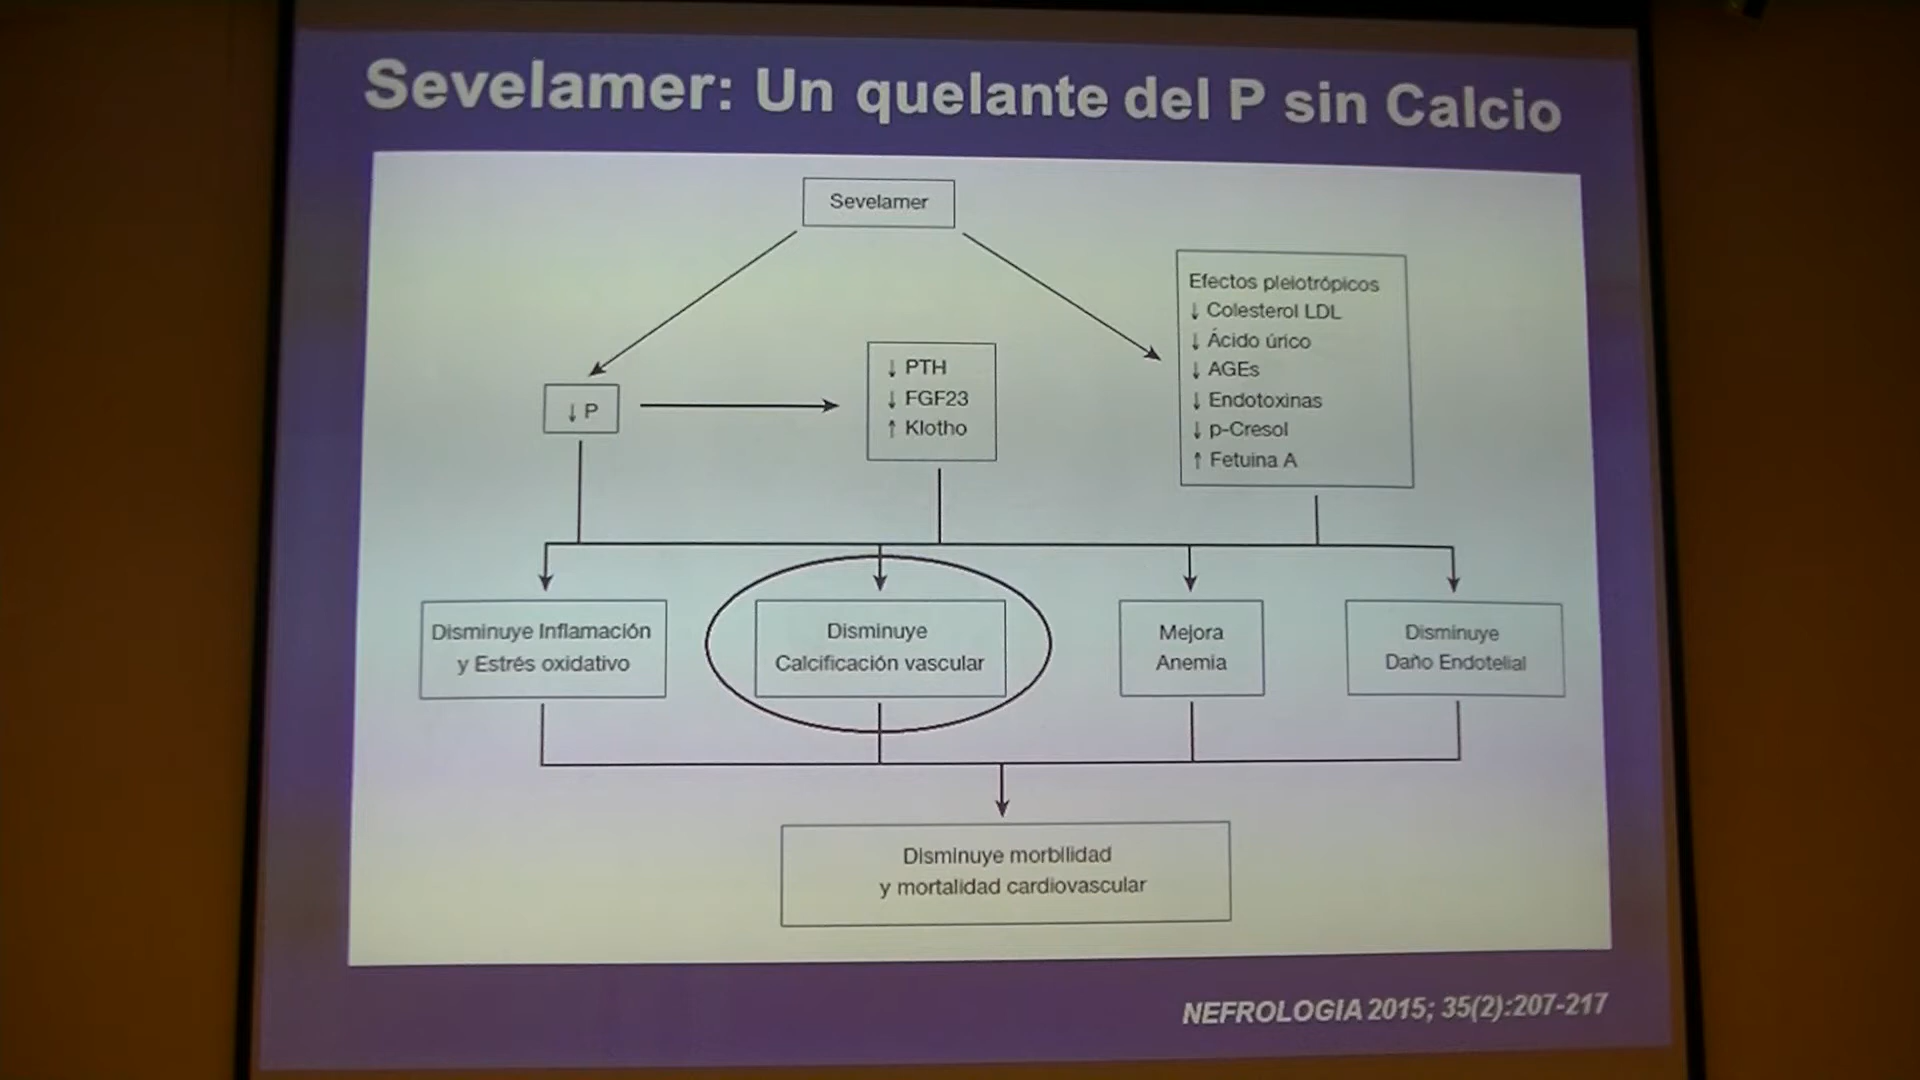 Sevelamer: Un quelante del P sin Calcio
Sevelamer
Efectos pleiotrópicos
↓ Colesterol LDL
↓ Ácido úrico
↓ AGEs
↓ Endotoxinas
↓ p-Cresol
↑ Fetuina A
↓ P
↓ PTH
↓ FGF23
↑ Klotho
Disminuye Inflamación
y Estrés oxidativo
Disminuye
Calcificación vascular
Mejora
Anemia
Disminuye
Daño Endotelial
Disminuye morbilidad
y mortalidad cardiovascular
NEFROLOGIA 2015; 35(2):207-217